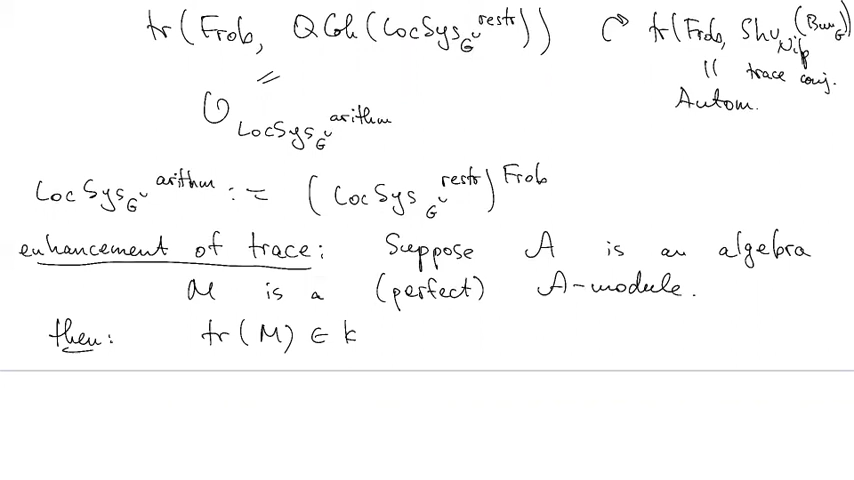 tr(Frob, QCoh(LocSys_Ǧ^restr)) ↷ tr(Frob, Shv_Nilp(Bun_G))
= || trace conj.
O_LocSys_Ǧ^arithm Autom.
LocSys_Ǧ^arithm := (LocSys_Ǧ^restr)^Frob
enhancement of trace: Suppose A is an algebra
M is a (perfect) A-module.
then: tr(M) ∈ k